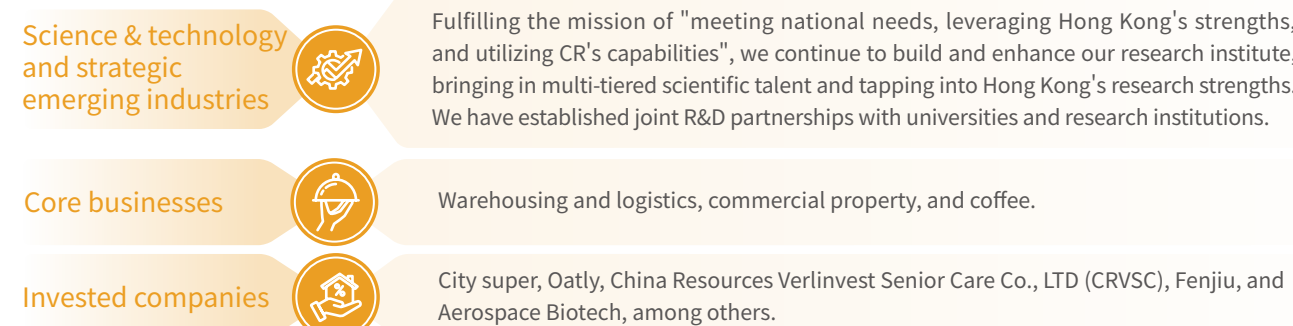 Science & technology
and strategic
emerging industries
Fulfilling the mission of "meeting national needs, leveraging Hong Kong's strengths,
and utilizing CR's capabilities", we continue to build and enhance our research institute,
bringing in multi-tiered scientific talent and tapping into Hong Kong's research strengths.
We have established joint R&D partnerships with universities and research institutions.
Core businesses
Warehousing and logistics, commercial property, and coffee.
Invested companies
City super, Oatly, China Resources Verlinvest Senior Care Co., LTD (CRVSC), Fenjiu, and
Aerospace Biotech, among others.